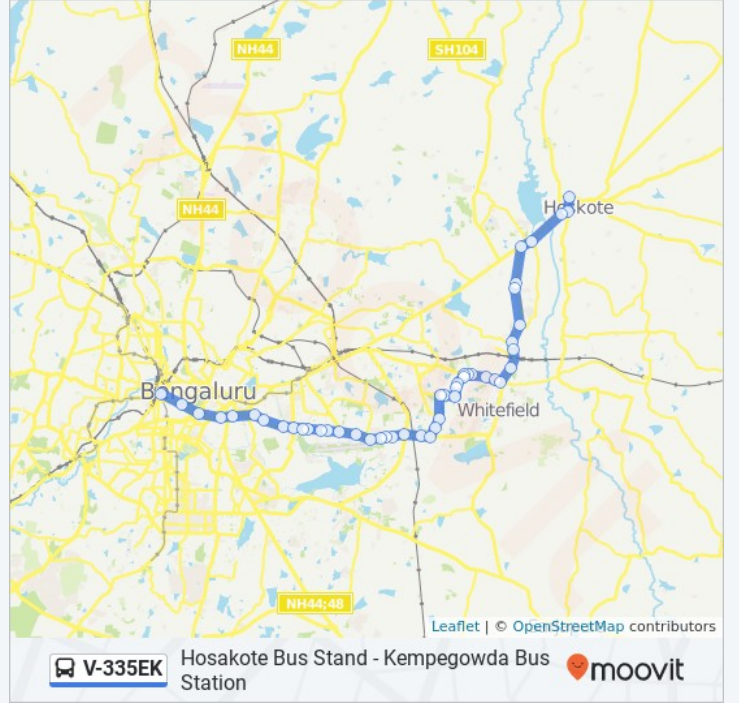 NH44
SH104
NH44
Hoskote
Bengaluru
Whitefield
NH44;48
Leaflet | © OpenStreetMap contributors
V-335EK
Hosakote Bus Stand - Kempegowda Bus
Station
moovit